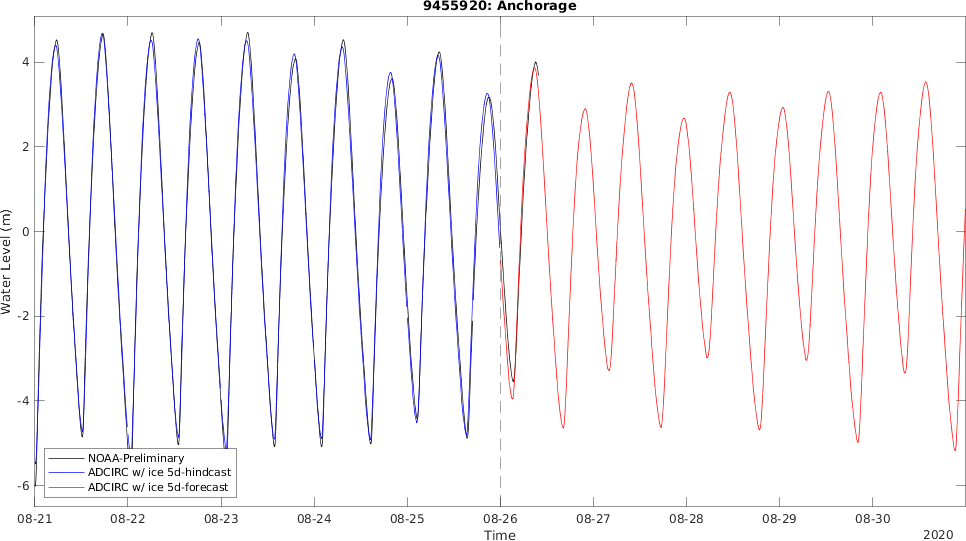 9455920: Anchorage
4
2
0
-2
-4
-6
Water Level (m)
NOAA-Preliminary
ADCIRC w/ ice 5d-hindcast
ADCIRC w/ ice 5d-forecast
08-21 08-22 08-23 08-24 08-25 08-26 08-27 08-28 08-29 08-30
Time
2020